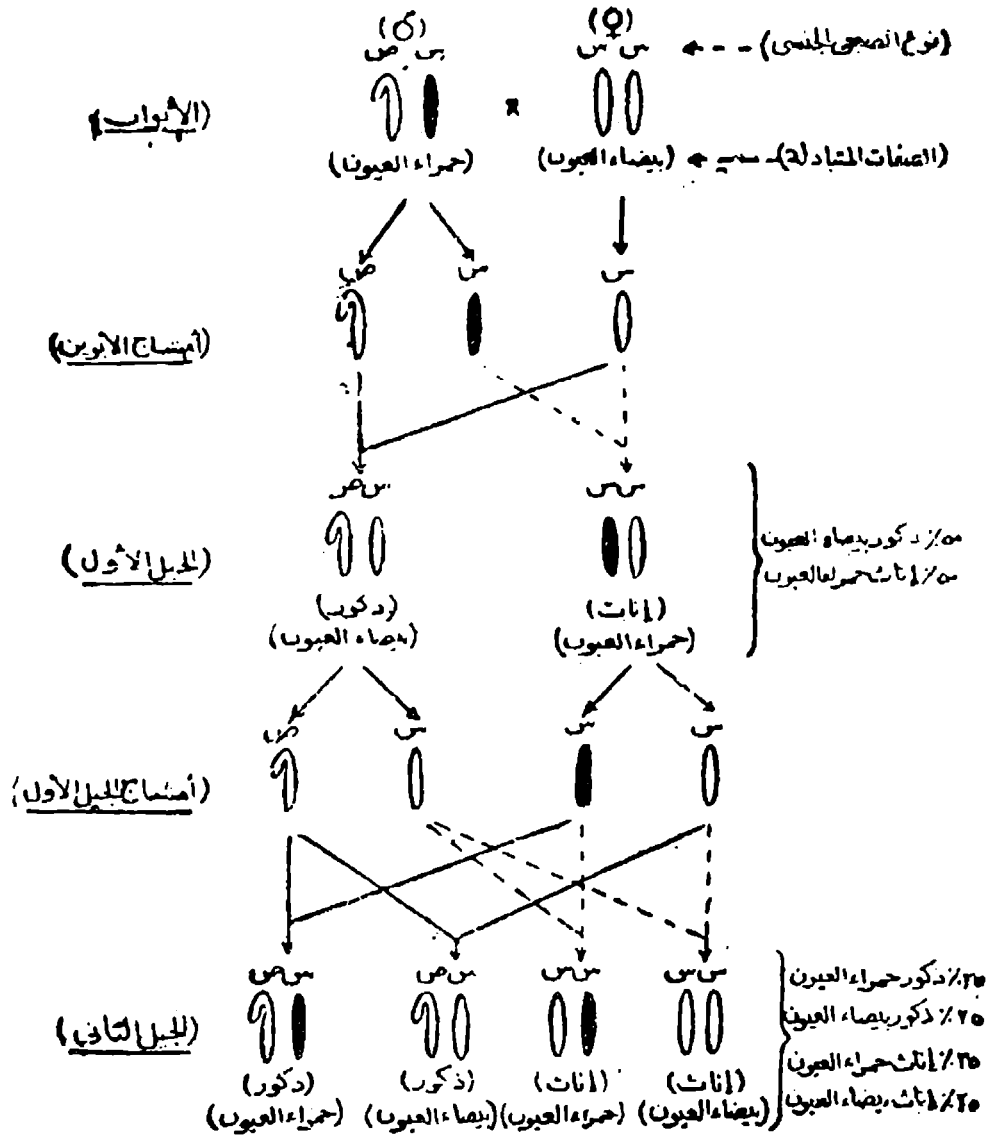 (♂) (♀)
س ص س س (نوع الصبغى الجنسى)
(الأبوان) ×
(حمراء العيون) (بيضاء العيون) (الصفات المتبادلة)
ص س س
(أمشاج الأبوين)
س ص س س
(الجيل الأول) ٥٠٪ ذكور بيضاء العيون
٥٠٪ إناث حمراء العيون
(ذكور) (إناث)
(بيضاء العيون) (حمراء العيون)
ص س س س
(أمشاج الجيل الأول)
س ص س ص س س س س ٢٥٪ ذكور حمراء العيون
(الجيل الثاني) ٢٥٪ ذكور بيضاء العيون
٢٥٪ إناث حمراء العيون
(ذكور) (ذكور) (إناث) (إناث) ٢٥٪ إناث بيضاء العيون
(حمراء العيون) (بيضاء العيون) (حمراء العيون) (بيضاء العيون)